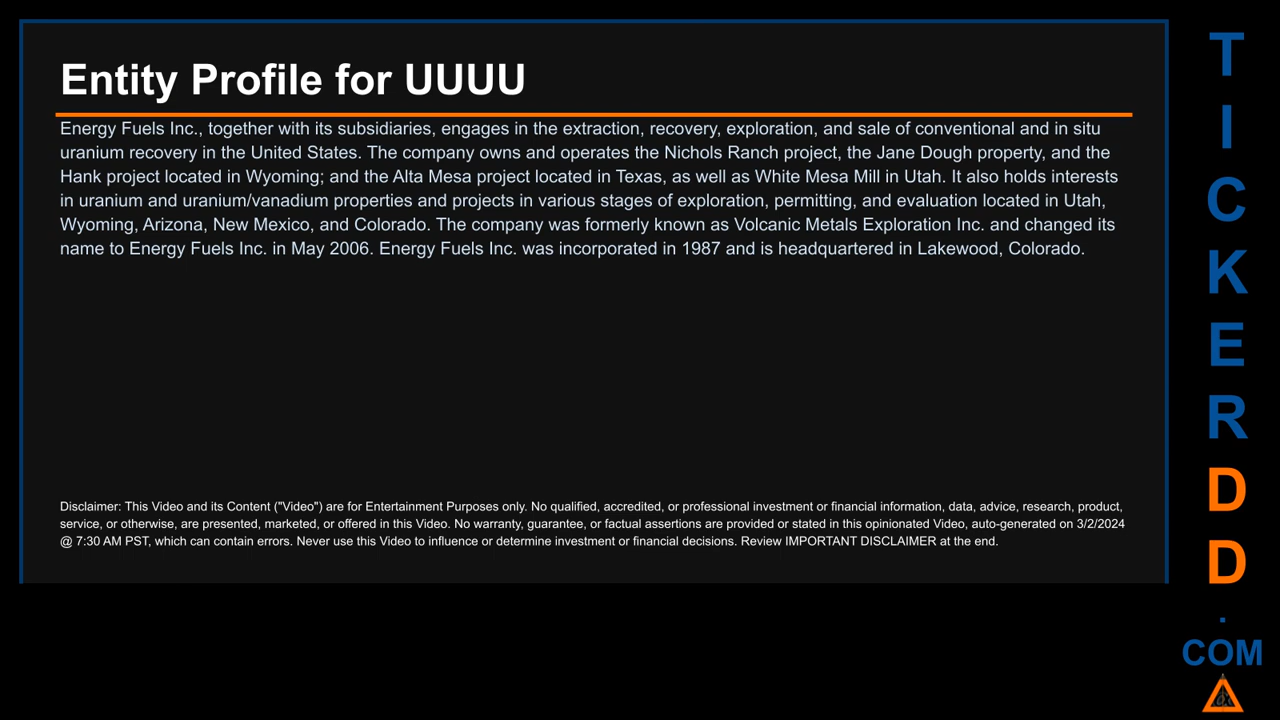 Entity Profile for UUUU
Energy Fuels Inc., together with its subsidiaries, engages in the extraction, recovery, exploration, and sale of conventional and in situ
uranium recovery in the United States. The company owns and operates the Nichols Ranch project, the Jane Dough property, and the
Hank project located in Wyoming; and the Alta Mesa project located in Texas, as well as White Mesa Mill in Utah. It also holds interests
in uranium and uranium/vanadium properties and projects in various stages of exploration, permitting, and evaluation located in Utah,
Wyoming, Arizona, New Mexico, and Colorado. The company was formerly known as Volcanic Metals Exploration Inc. and changed its
name to Energy Fuels Inc. in May 2006. Energy Fuels Inc. was incorporated in 1987 and is headquartered in Lakewood, Colorado.
Disclaimer: This Video and its Content ("Video") are for Entertainment Purposes only. No qualified, accredited, or professional investment or financial information, data, advice, research, product,
service, or otherwise, are presented, marketed, or offered in this Video. No warranty, guarantee, or factual assertions are provided or stated in this opinionated Video, auto-generated on 3/2/2024
@ 7:30 AM PST, which can contain errors. Never use this Video to influence or determine investment or financial decisions. Review IMPORTANT DISCLAIMER at the end.
T
I
C
K
E
R
D
D
.
COM